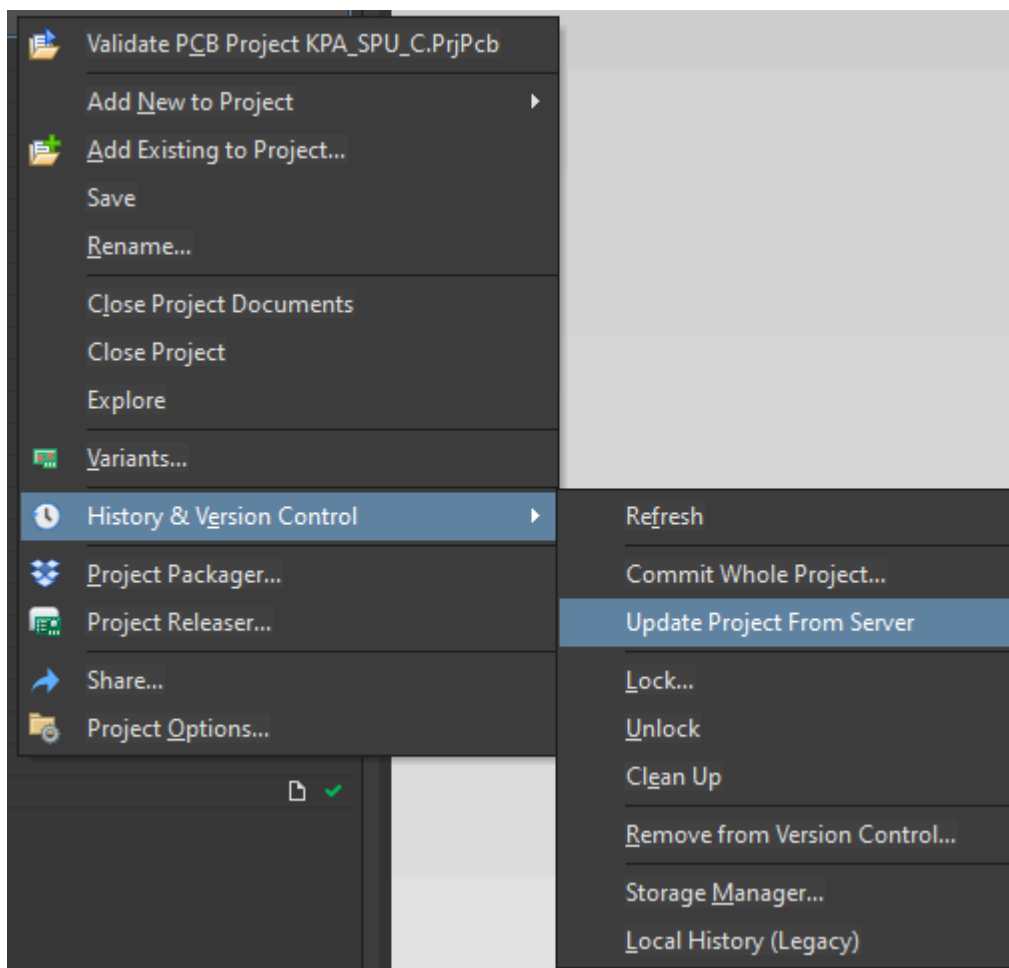 Validate PCB Project KPA_SPU_C.PrjPcb
Add New to Project
Add Existing to Project...
Save
Rename...
Close Project Documents
Close Project
Explore
Variants...
History & Version Control
Project Packager...
Project Releaser...
Share...
Project Options...
Refresh
Commit Whole Project...
Update Project From Server
Lock...
Unlock
Clean Up
Remove from Version Control...
Storage Manager...
Local History (Legacy)